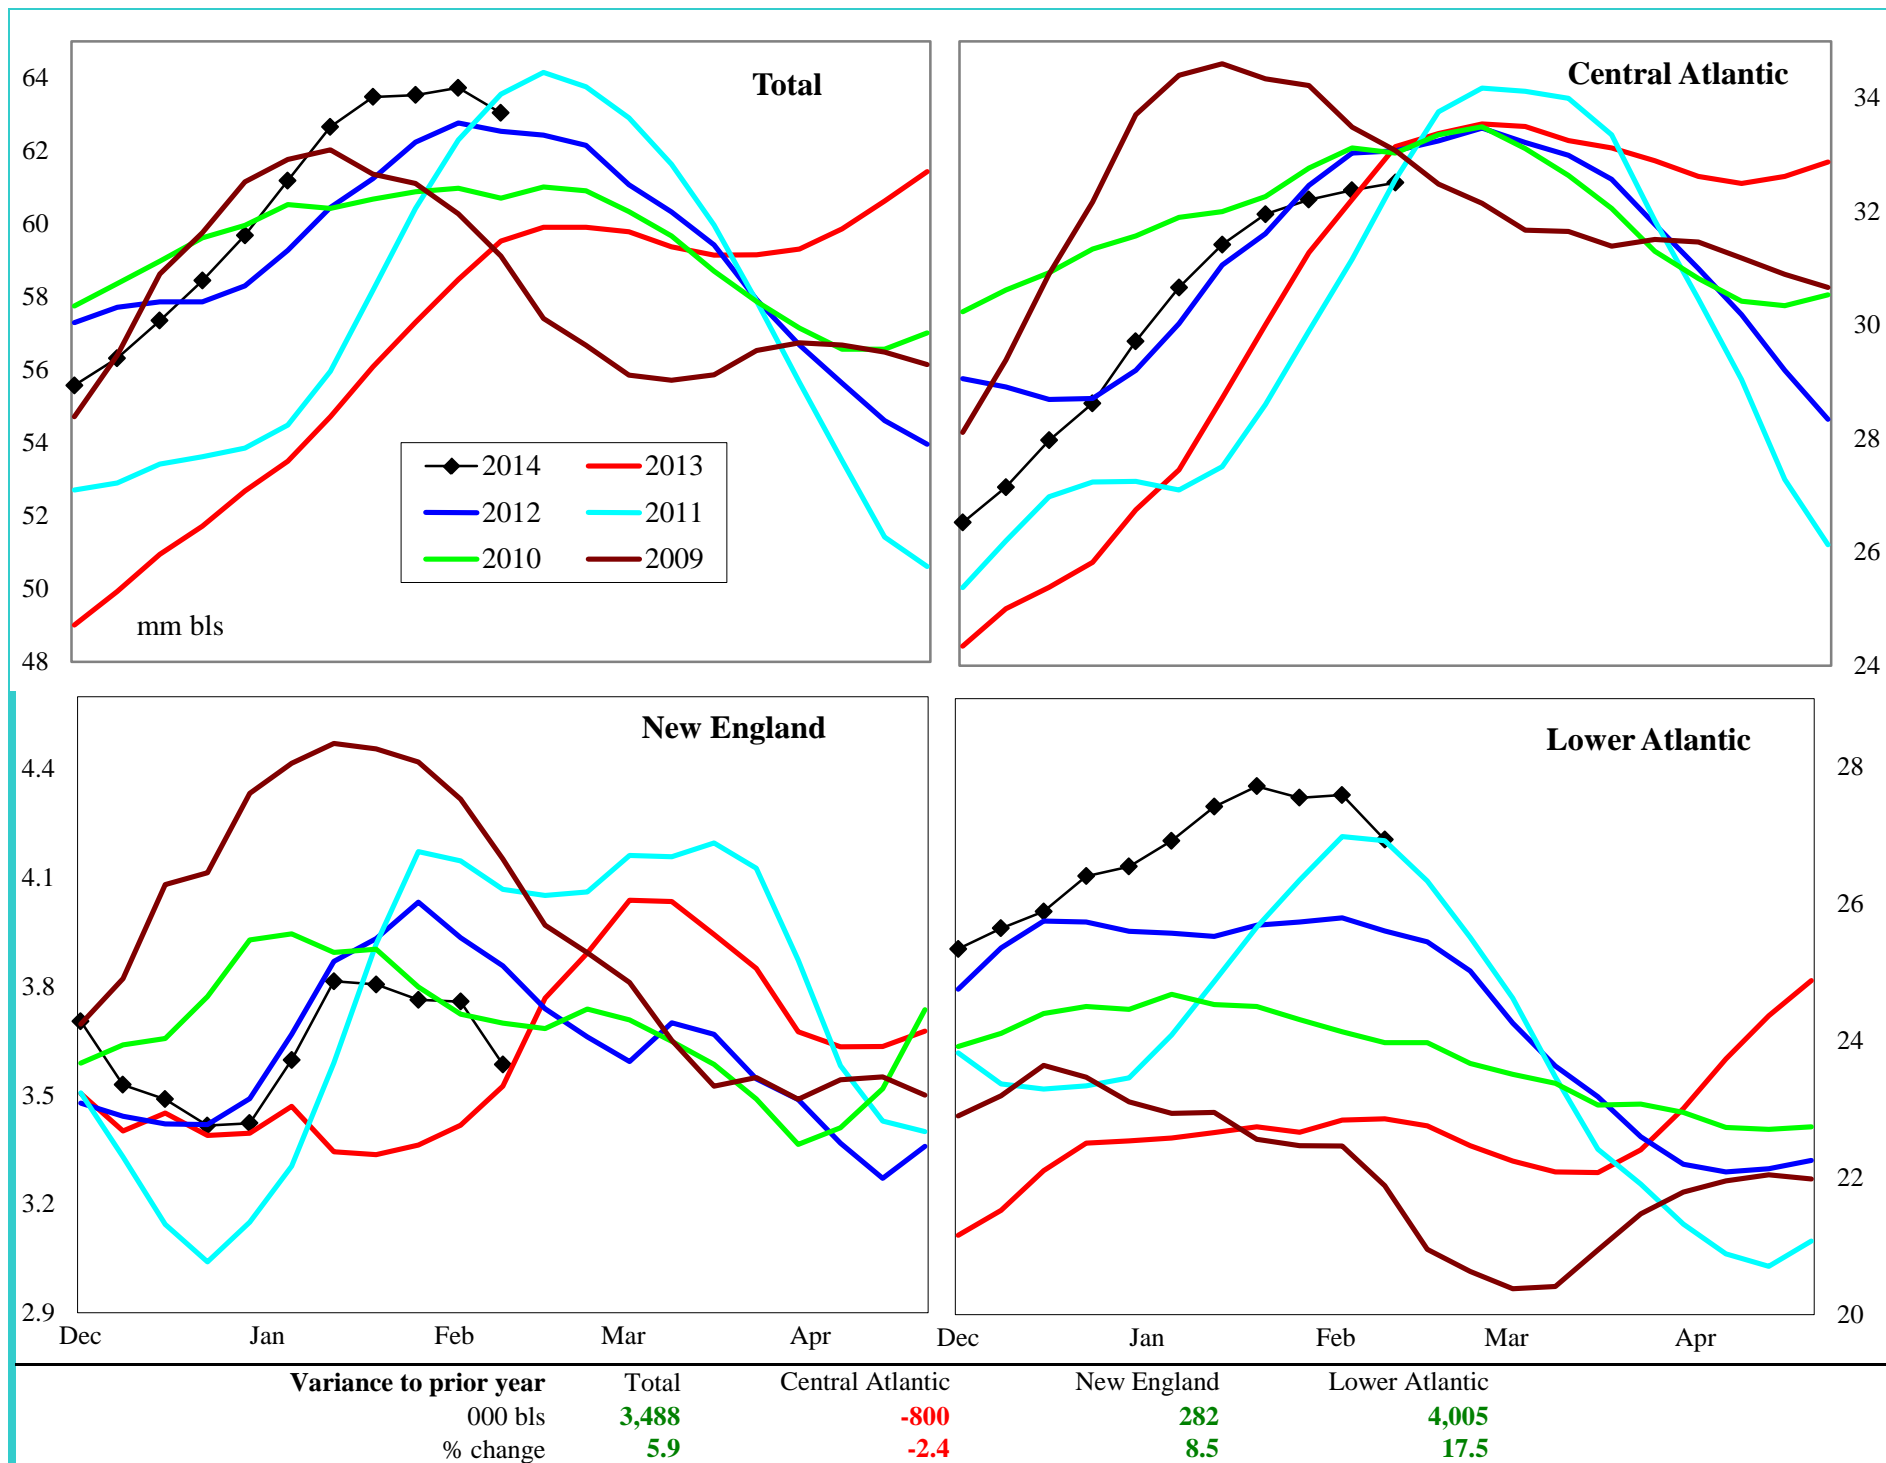 Total
64
62
60
58
56
54
52
50
48
mm bls
2014 2013
2012 2011
2010 2009
Central Atlantic
34
32
30
28
26
24
New England
4.4
4.1
3.8
3.5
3.2
2.9
Dec Jan Feb Mar Apr
Lower Atlantic
28
26
24
22
20
Dec Jan Feb Mar Apr
Variance to prior year Total Central Atlantic New England Lower Atlantic
000 bls 3,488 -800 282 4,005
% change 5.9 -2.4 8.5 17.5